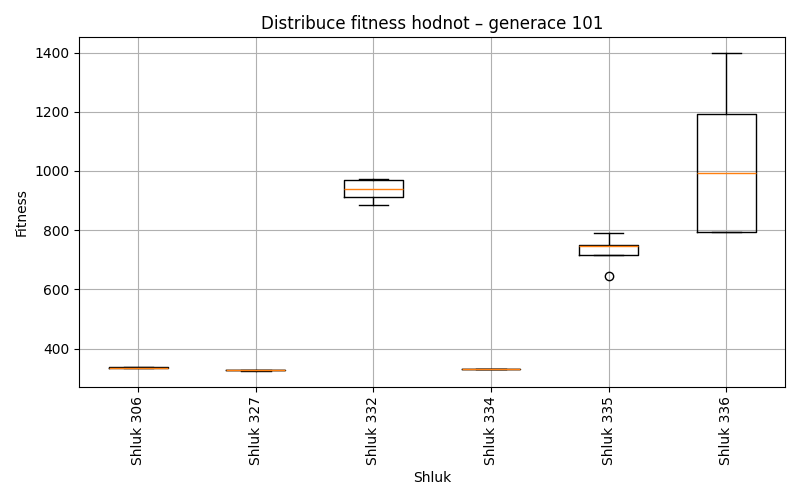 Distribuce fitness hodnot – generace 101
Fitness
1400
1200
1000
800
600
400
Shluk 306
Shluk 327
Shluk 332
Shluk 334
Shluk 335
Shluk 336
Shluk